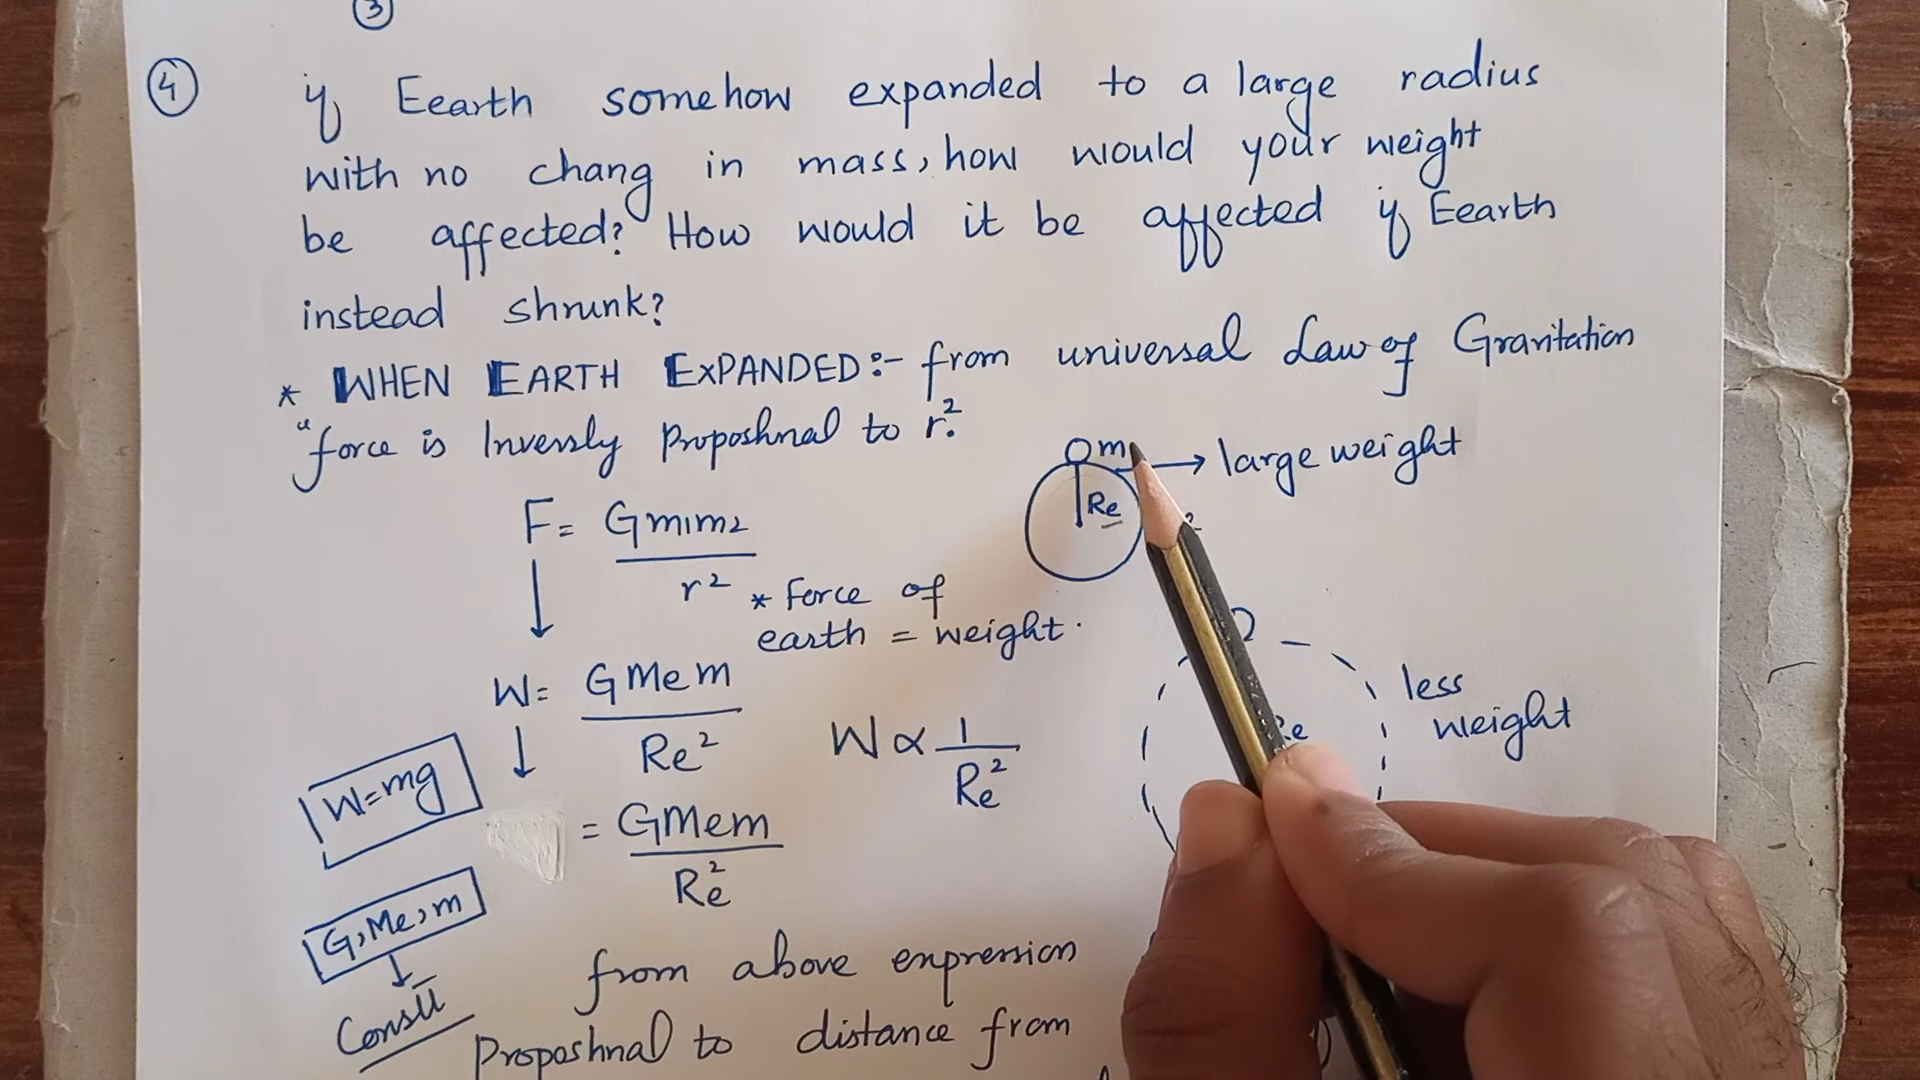 3
4
if Eearth somehow expanded to a large radius
with no chang in mass, how would your weight
be affected? How would it be affected if Eearth
instead shrunk?
* WHEN EARTH EXPANDED:- from universal Law of Gravitation
"force is Inversly Proposhnal to r².
m
→ large weight
Re
F = Gm1m2
r²
* Force of
earth = weight.
W = GMem
Re²
W ∝ 1
Re²
less
weight
W=mg
= GMem
Re²
G, Me, m
from above expression
Proposhnal to distance from